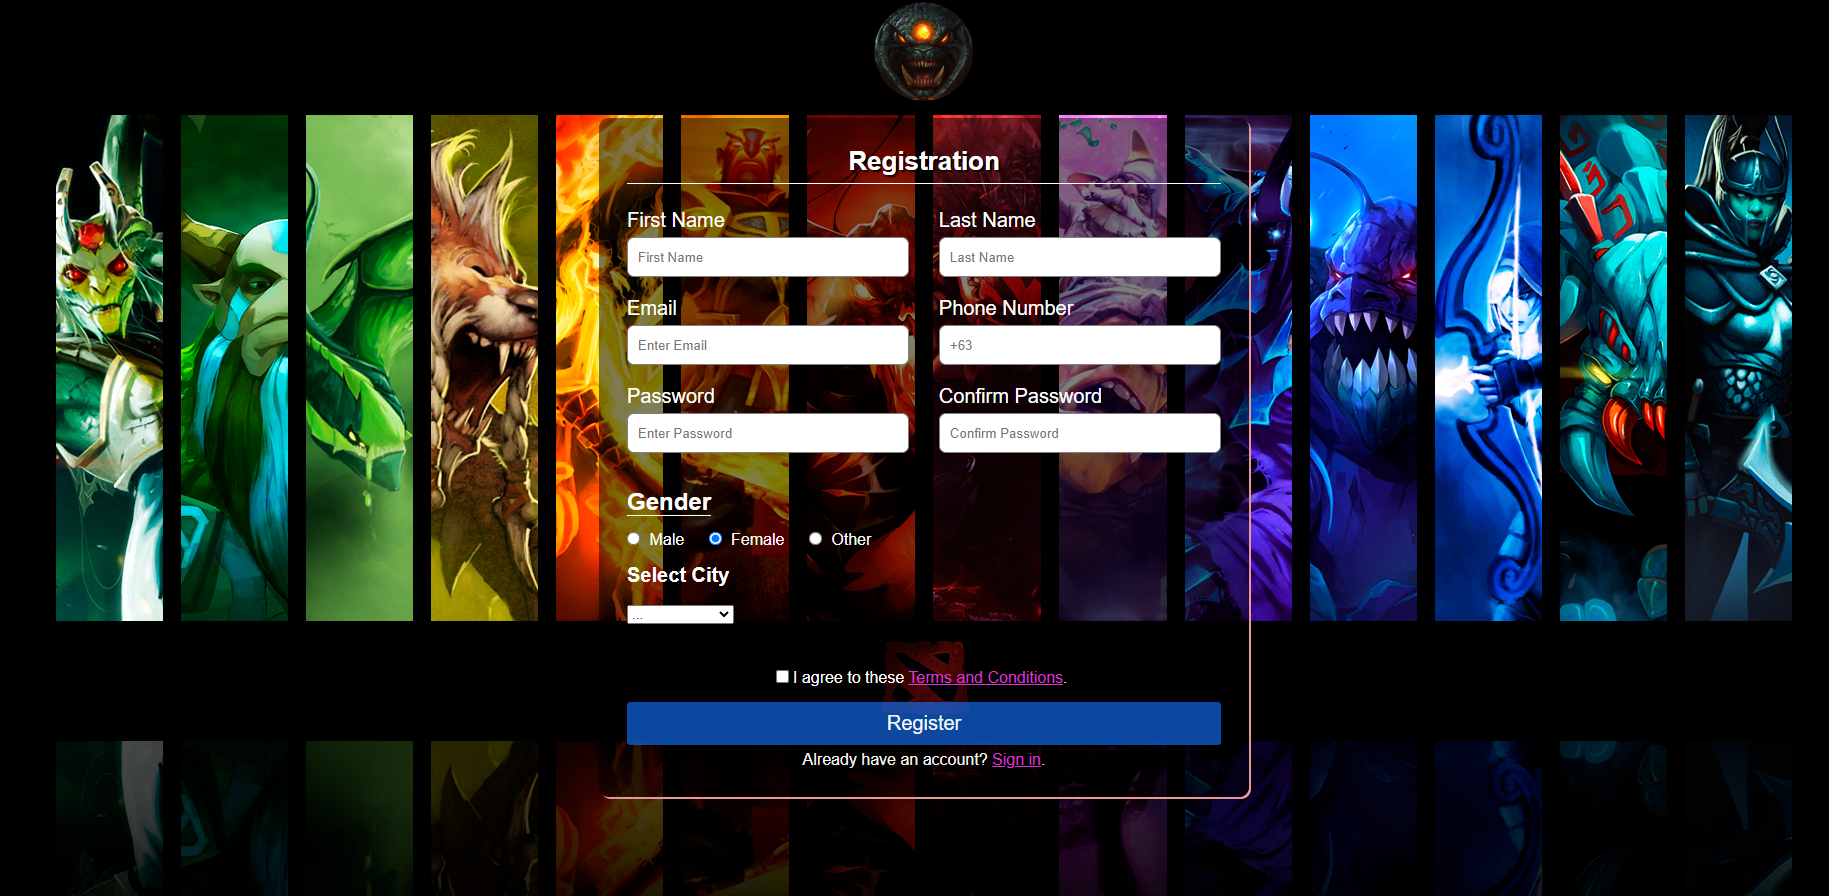 Registration
First Name Last Name
First Name Last Name
Email Phone Number
Enter Email +63
Password Confirm Password
Enter Password Confirm Password
Gender
Male Female Other
Select City
...
I agree to these Terms and Conditions.
Register
Already have an account? Sign in.